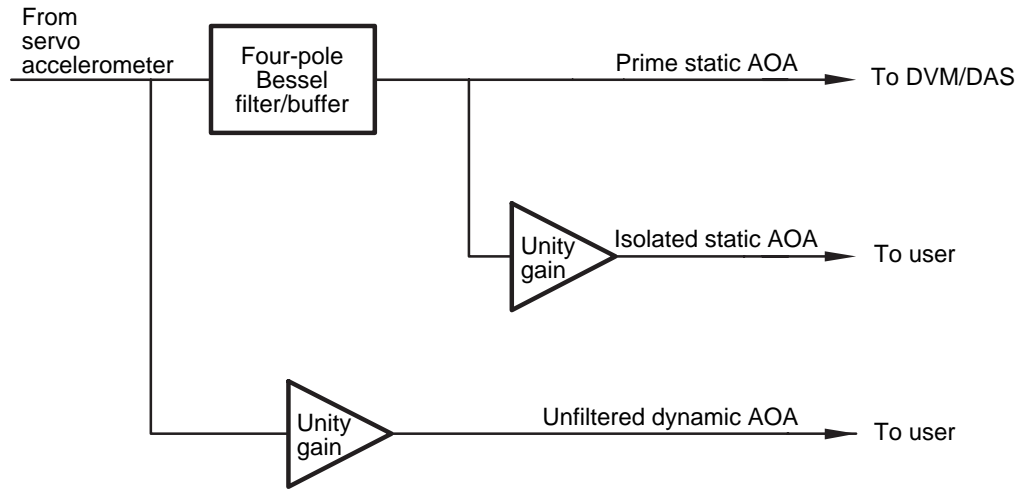 From
servo
accelerometer
Four-pole
Bessel
filter/buffer
Prime static AOA
To DVM/DAS
Unity
gain
Isolated static AOA
To user
Unity
gain
Unfiltered dynamic AOA
To user